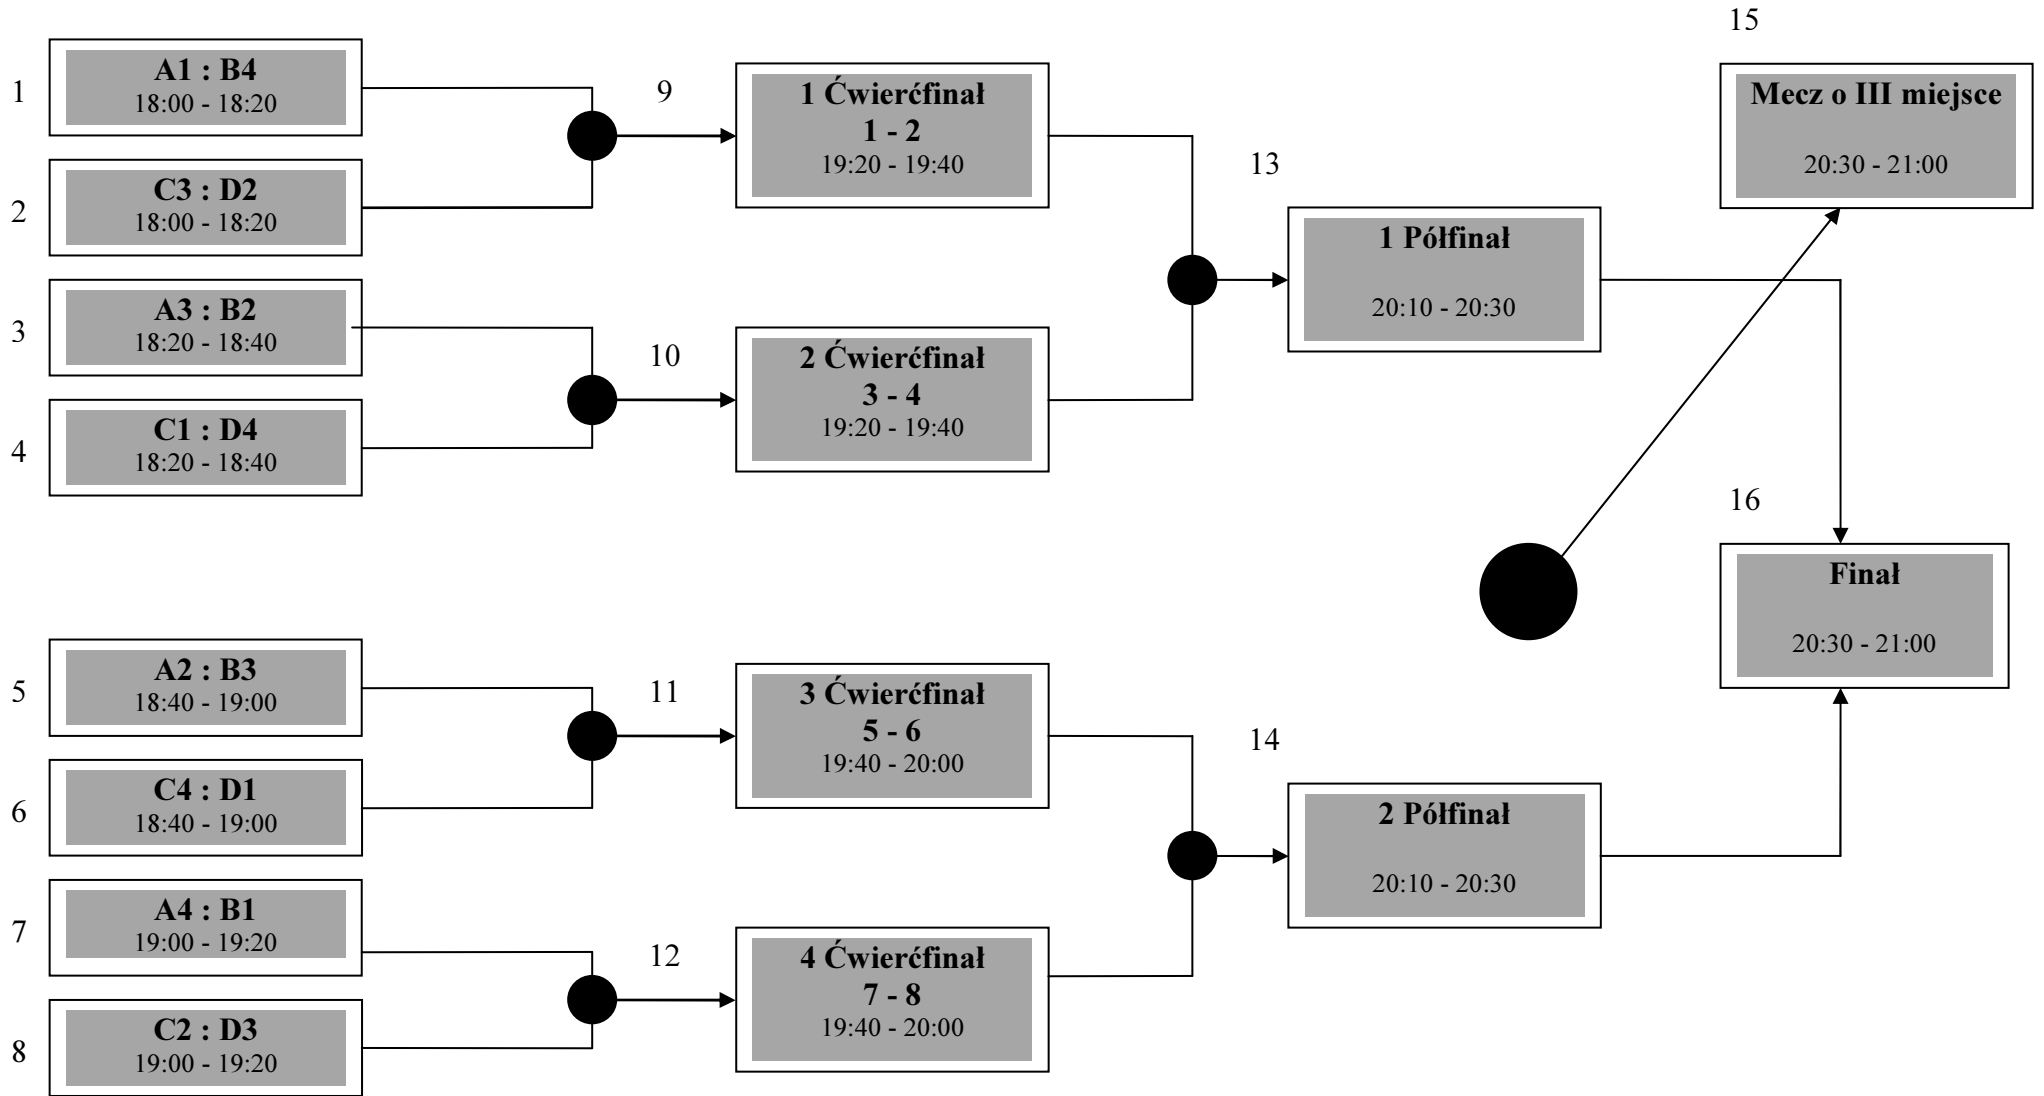 1
A1 : B4
18:00 - 18:20
2
C3 : D2
18:00 - 18:20
3
A3 : B2
18:20 - 18:40
4
C1 : D4
18:20 - 18:40
5
A2 : B3
18:40 - 19:00
6
C4 : D1
18:40 - 19:00
7
A4 : B1
19:00 - 19:20
8
C2 : D3
19:00 - 19:20
9
1 Ćwierćfinał
1 - 2
19:20 - 19:40
10
2 Ćwierćfinał
3 - 4
19:20 - 19:40
11
3 Ćwierćfinał
5 - 6
19:40 - 20:00
12
4 Ćwierćfinał
7 - 8
19:40 - 20:00
13
1 Półfinał
20:10 - 20:30
14
2 Półfinał
20:10 - 20:30
15
Mecz o III miejsce
20:30 - 21:00
16
Finał
20:30 - 21:00